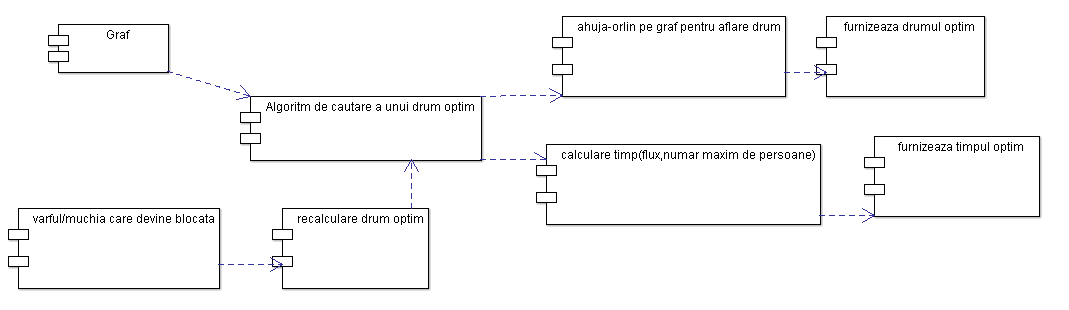 Graf
ahuja-orlin pe graf pentru aflare drum
furnizeaza drumul optim
Algoritm de cautare a unui drum optim
calculare timp(flux,numar maxim de persoane)
furnizeaza timpul optim
varful/muchia care devine blocata
recalculare drum optim